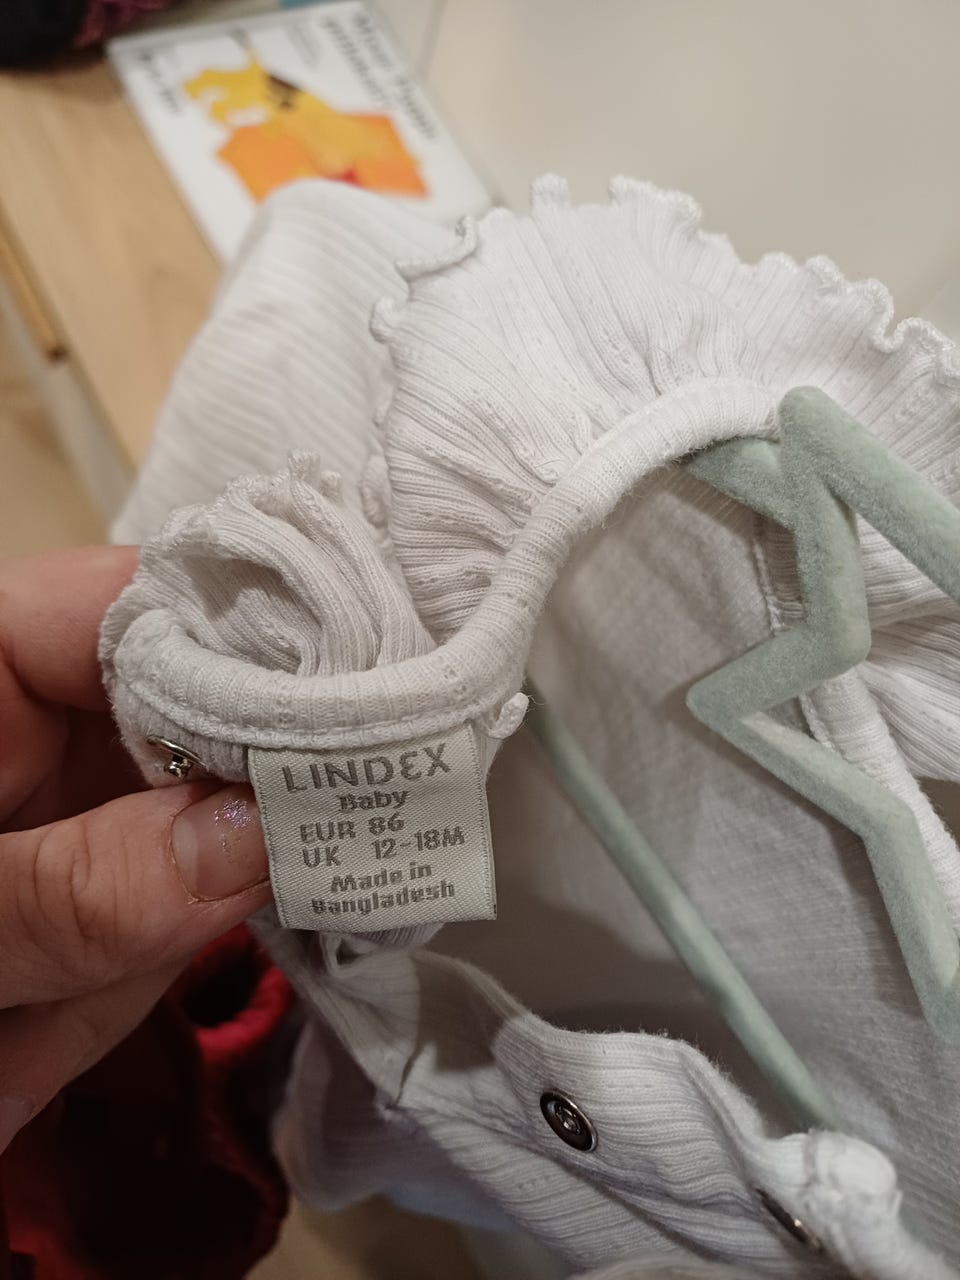 LINDEX
Baby
EUR 86
UK 12-18M
Made in
Bangladesh